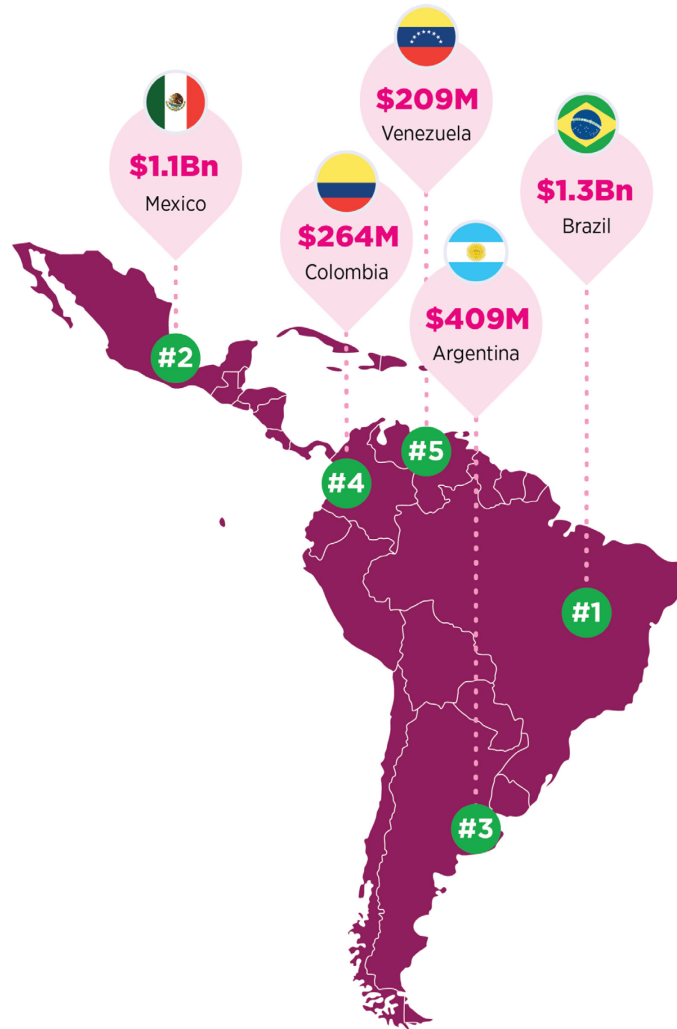 $209M
Venezuela
$1.1Bn
Mexico
$1.3Bn
Brazil
$264M
Colombia
$409M
Argentina
#2
#5
#4
#1
#3